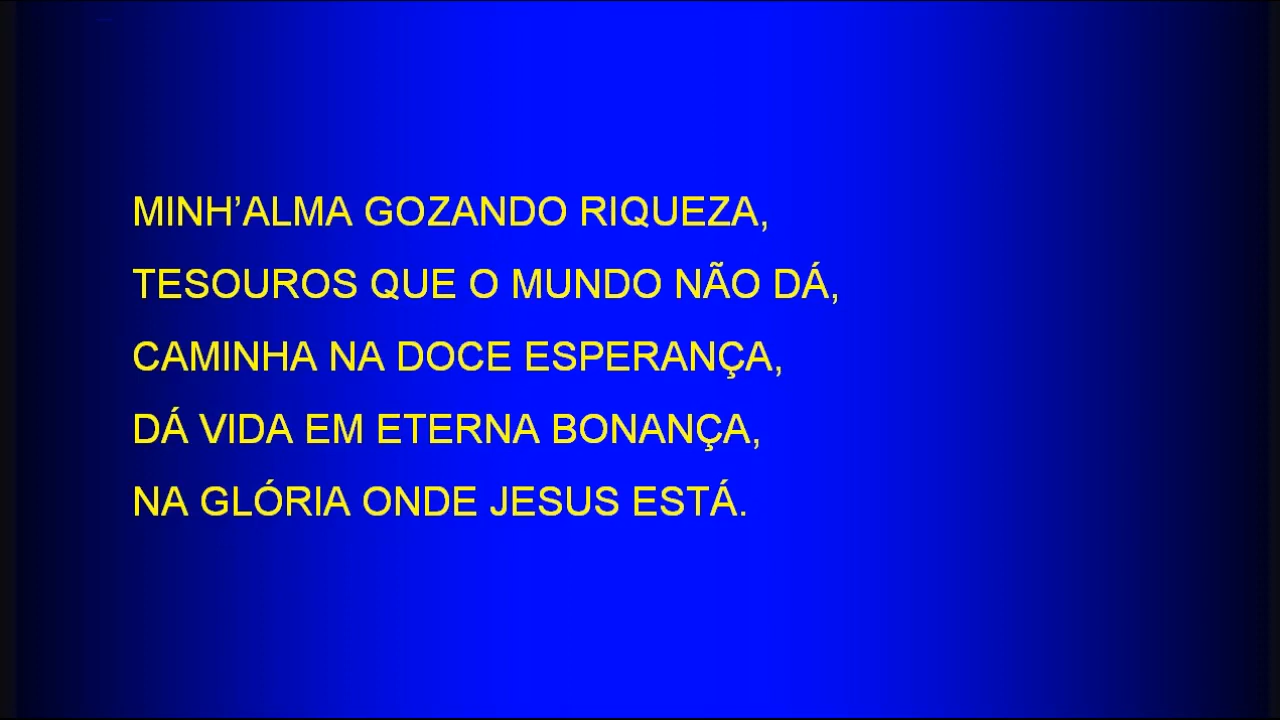 MINH’ALMA GOZANDO RIQUEZA,
TESOUROS QUE O MUNDO NÃO DÁ,
CAMINHA NA DOCE ESPERANÇA,
DÁ VIDA EM ETERNA BONANÇA,
NA GLÓRIA ONDE JESUS ESTÁ.